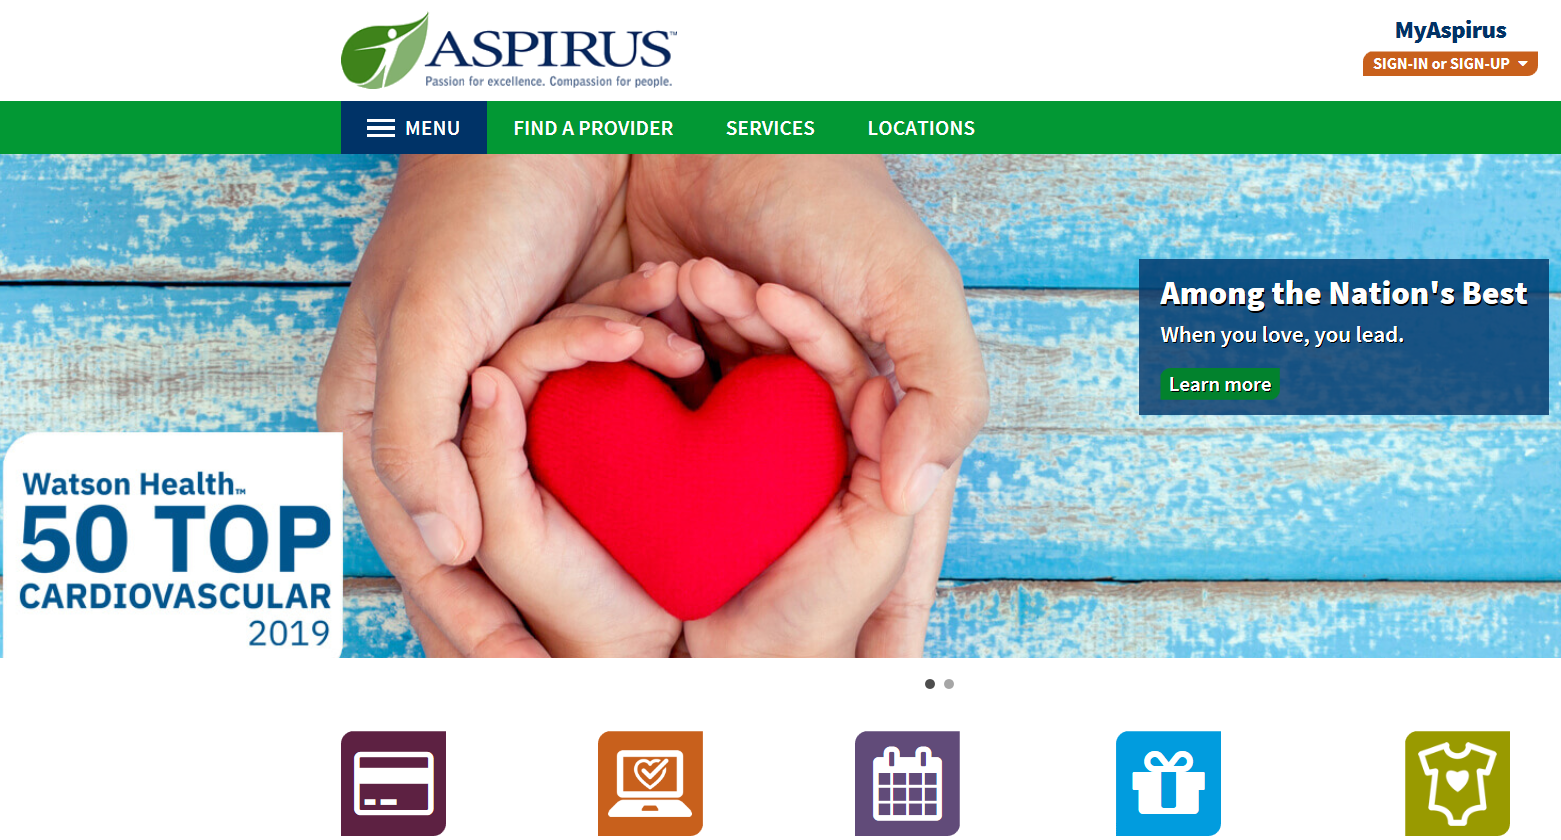 ASPIRUS™
Passion for excellence. Compassion for people.
MyAspirus
SIGN-IN or SIGN-UP
MENU
FIND A PROVIDER
SERVICES
LOCATIONS
Among the Nation's Best
When you love, you lead.
Learn more
Watson Health™
50 TOP
CARDIOVASCULAR
2019